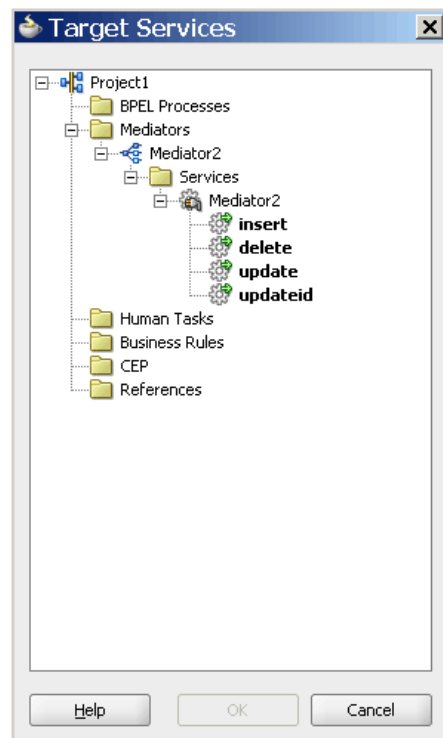 Target Services
Project1
BPEL Processes
Mediators
Mediator2
Services
Mediator2
insert
delete
update
updateid
Human Tasks
Business Rules
CEP
References
Help OK Cancel